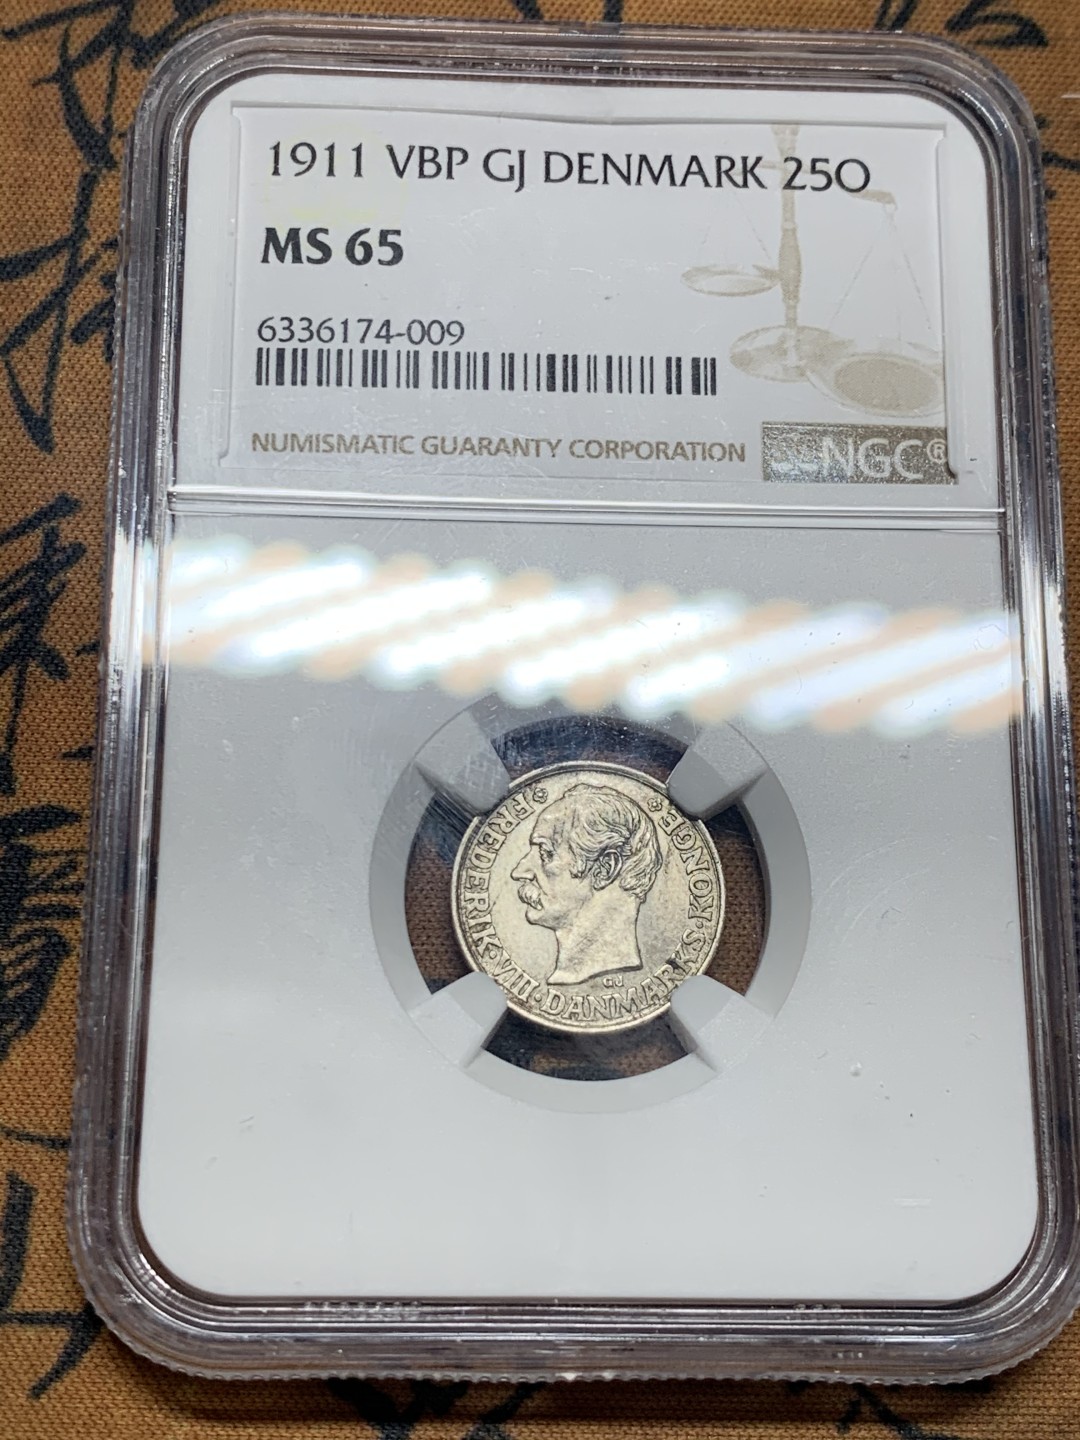 1911 VBP GJ DENMARK 25O
MS 65
6336174-009
NUMISMATIC GUARANTY CORPORATION
NGC®
FREDERIK·VIII·DANMARKS·KONGE
GJ